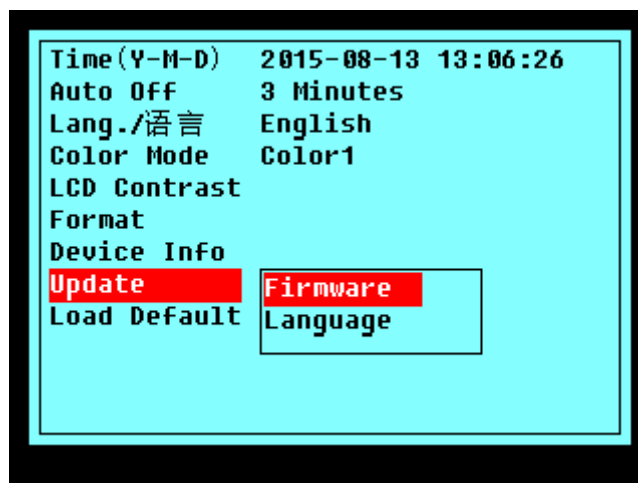 Time(Y-M-D) 2015-08-13 13:06:26
Auto Off 3 Minutes
Lang./语言 English
Color Mode Color1
LCD Contrast
Format
Device Info
Update Firmware
Load Default Language